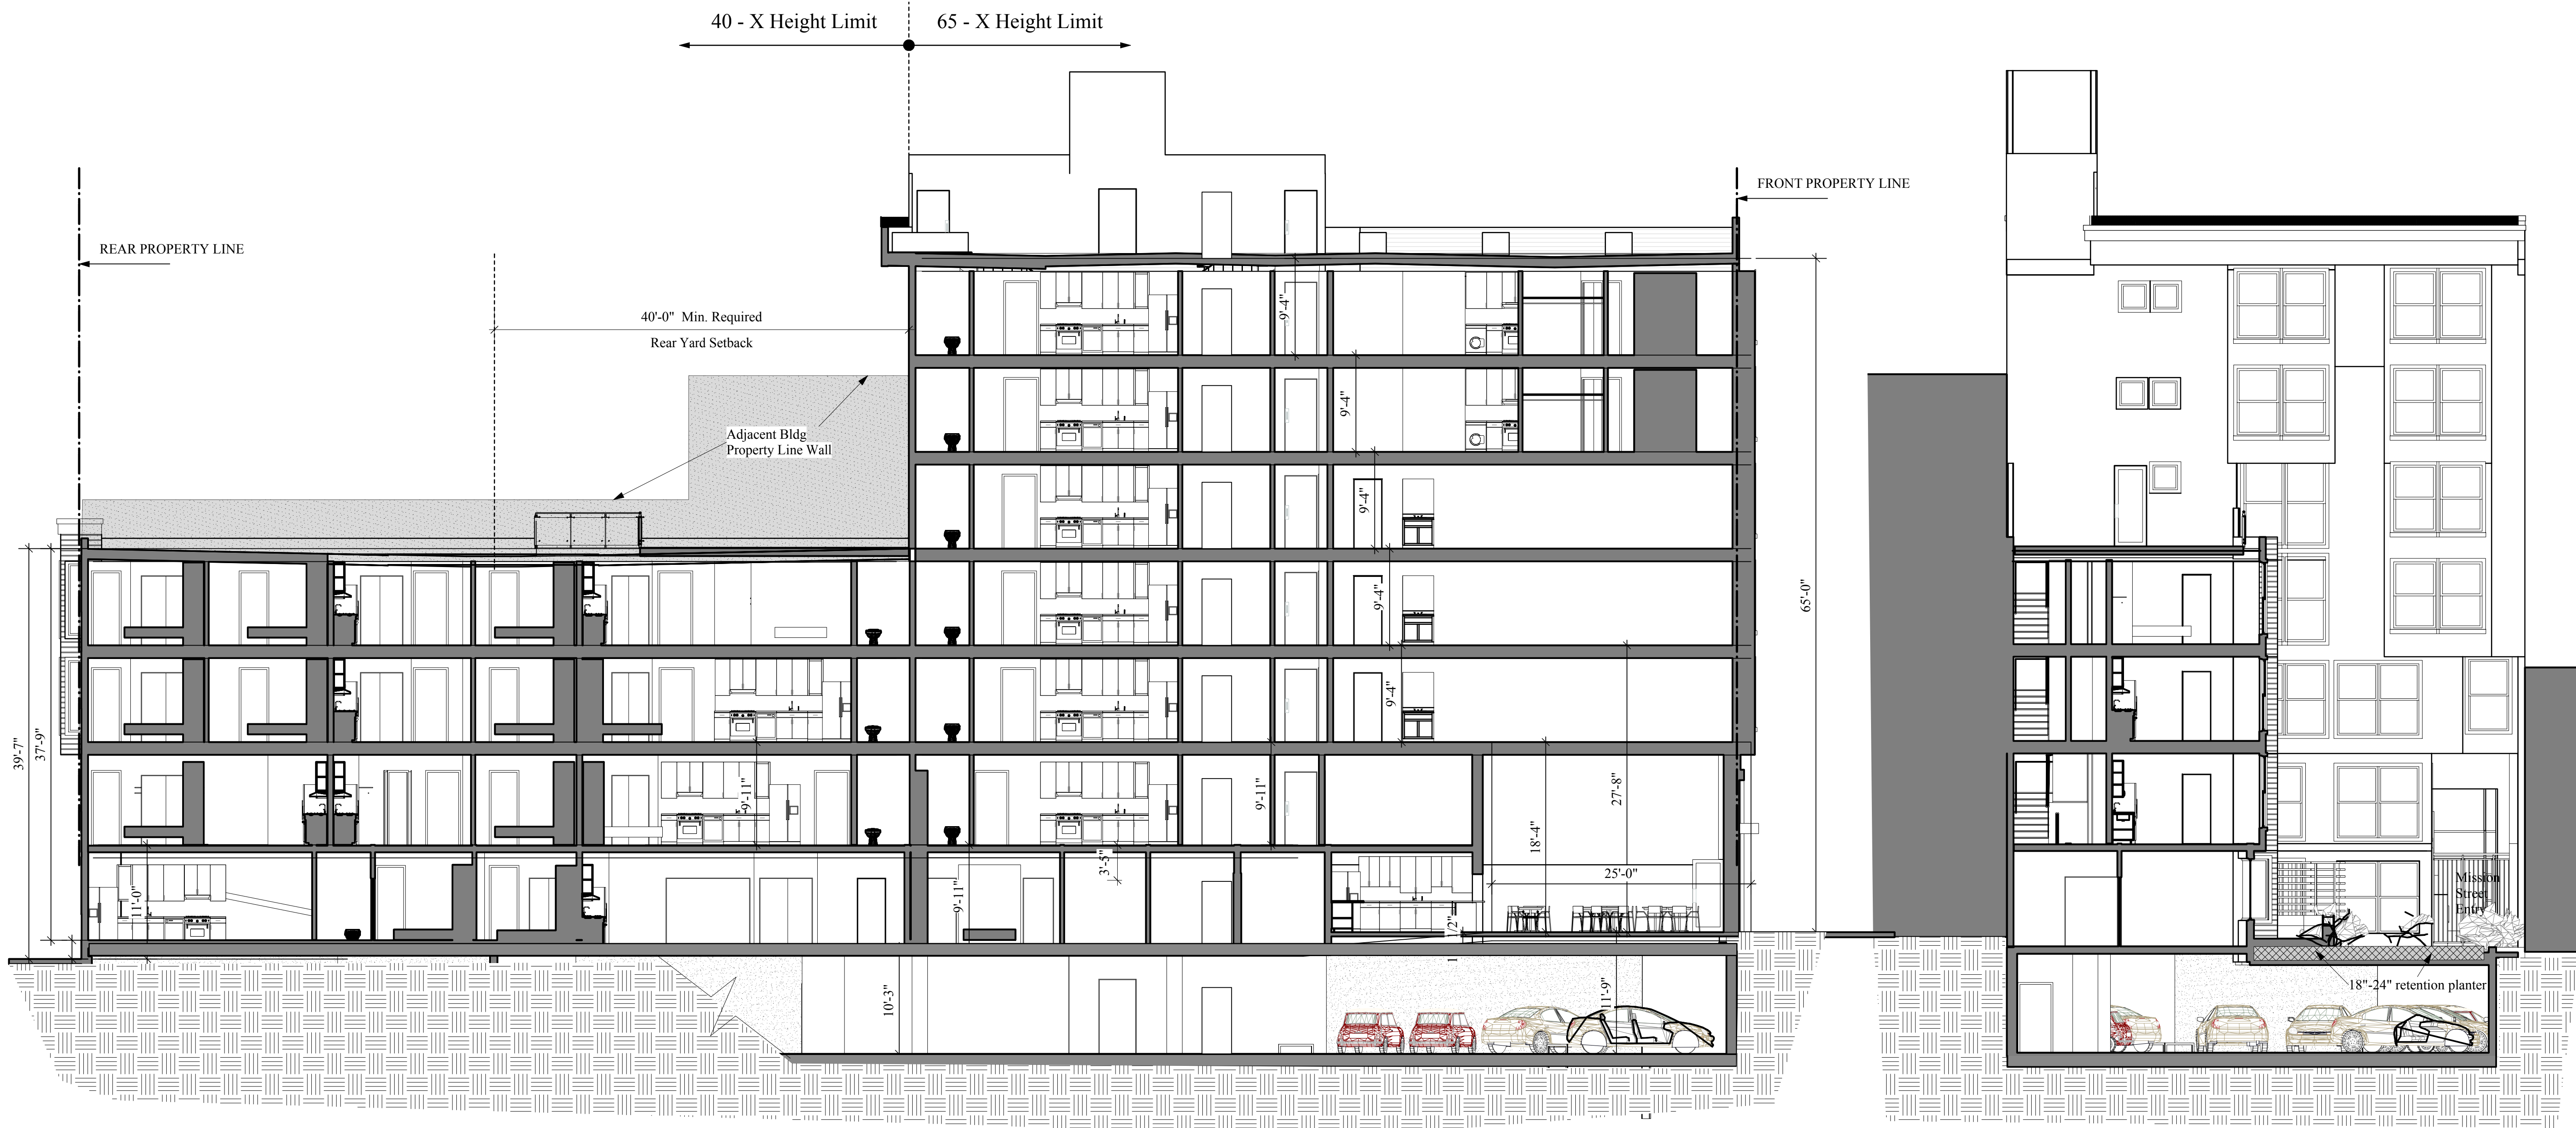 40 - X Height Limit
65 - X Height Limit
FRONT PROPERTY LINE
REAR PROPERTY LINE
40'-0" Min. Required
Rear Yard Setback
Adjacent Bldg
Property Line Wall
9'-4"
9'-4"
9'-4"
9'-4"
9'-4"
65'-0"
39'-7"
37'-9"
9'-11"
9'-11"
27'-8"
18'-4"
25'-0"
3'-5"
11'-0"
9'-11"
1/2"
10'-3"
11'-9"
Mission
Street
Entry
18"-24" retention planter